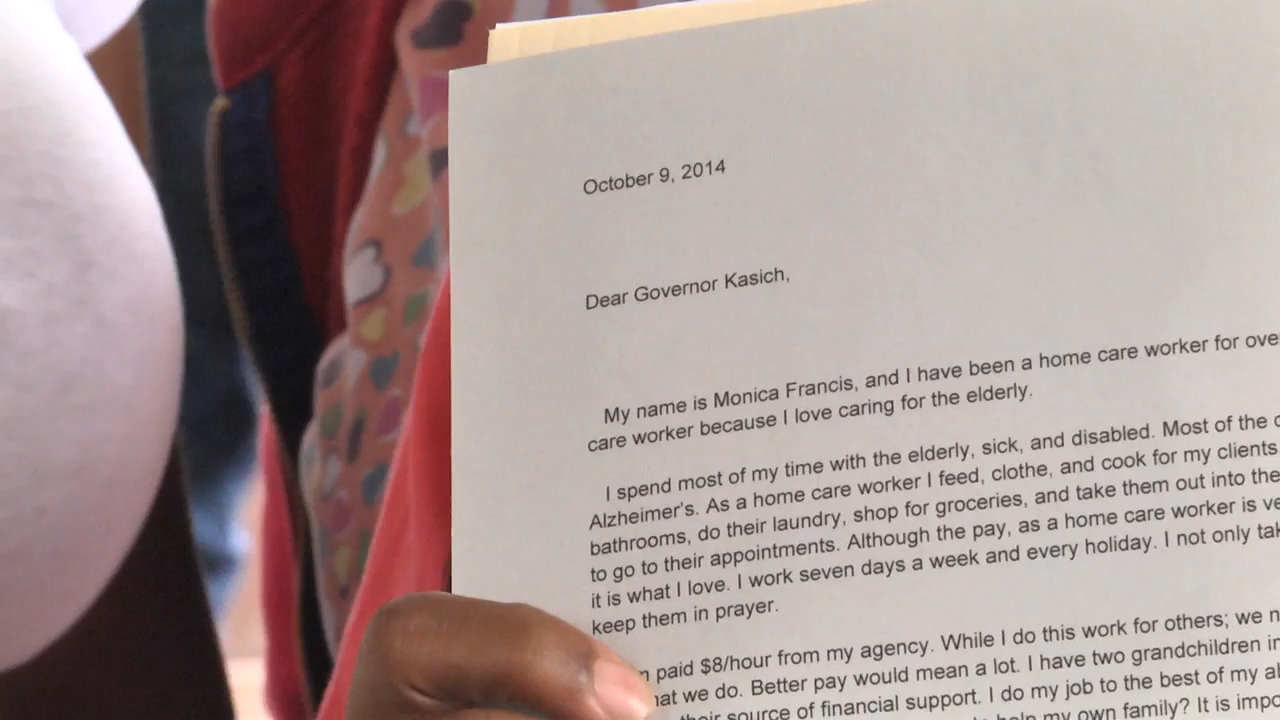 October 9, 2014
Dear Governor Kasich,
My name is Monica Francis, and I have been a home care worker for
care worker because I love caring for the elderly.
I spend most of my time with the elderly, sick, and disabled. Most of the
Alzheimer's. As a home care worker I feed, clothe, and cook for my clients
bathrooms, do their laundry, shop for groceries, and take them out into the
to go to their appointments. Although the pay, as a home care worker is
it is what I love. I work seven days a week and every holiday. I not only
keep them in prayer.
paid $8/hour from my agency. While I do this work for others; we
we do. Better pay would mean a lot. I have two grandchildren
their source of financial support. I do my job to the best of my
help my own family? It is